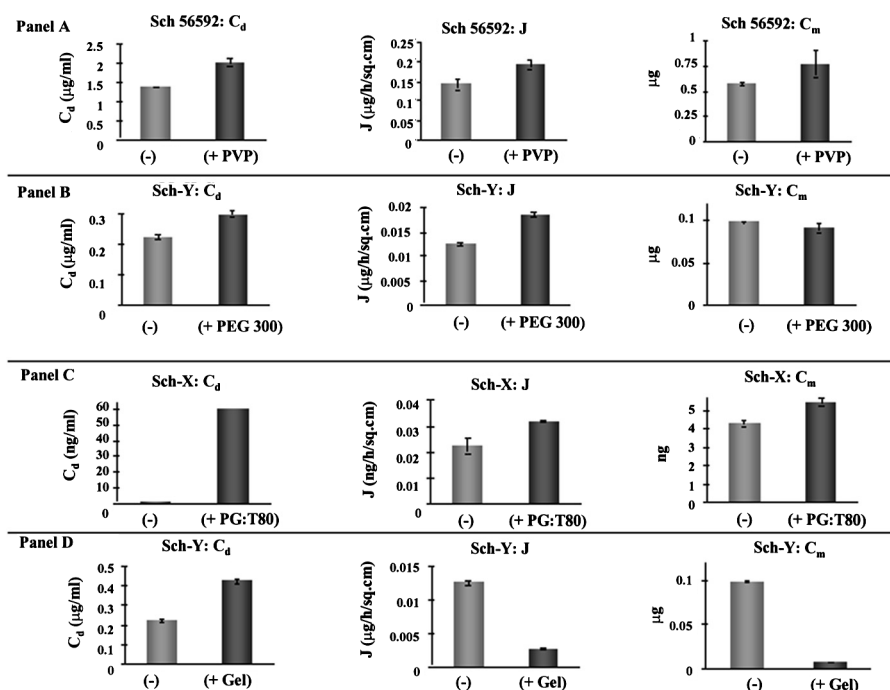 Panel A
Sch 56592: Cd
Cd (µg/ml)
2.5
2
1.5
1
0.5
0
(-) (+ PVP)
Sch 56592: J
J (µg/h/sq.cm)
0.25
0.20
0.15
0.1
0.05
0
(-) (+ PVP)
Sch 56592: Cm
µg
1
0.75
0.5
0.25
0
(-) (+ PVP)
Panel B
Sch-Y: Cd
Cd (µg/ml)
0.3
0.2
0.1
0
(-) (+ PEG 300)
Sch-Y: J
J (µg/h/sq.cm)
0.02
0.015
0.01
0.005
0
(-) (+ PEG 300)
Sch-Y: Cm
µg
0.1
0.05
0
(-) (+ PEG 300)
Panel C
Sch-X: Cd
Cd (ng/ml)
60
50
40
30
20
10
0
(-) (+ PG:T80)
Sch-X: J
J (ng/h/sq.cm)
0.04
0.03
0.02
0.01
0
(-) (+ PG:T80)
Sch-X: Cm
ng
5
4
3
2
1
0
(-) (+ PG:T80)
Panel D
Sch-Y: Cd
Cd (µg/ml)
0.5
0.4
0.3
0.2
0.1
0
(-) (+ Gel)
Sch-Y: J
J (µg/h/sq.cm)
0.015
0.01
0.005
0
(-) (+ Gel)
Sch-Y: Cm
µg
0.1
0.05
0
(-) (+ Gel)